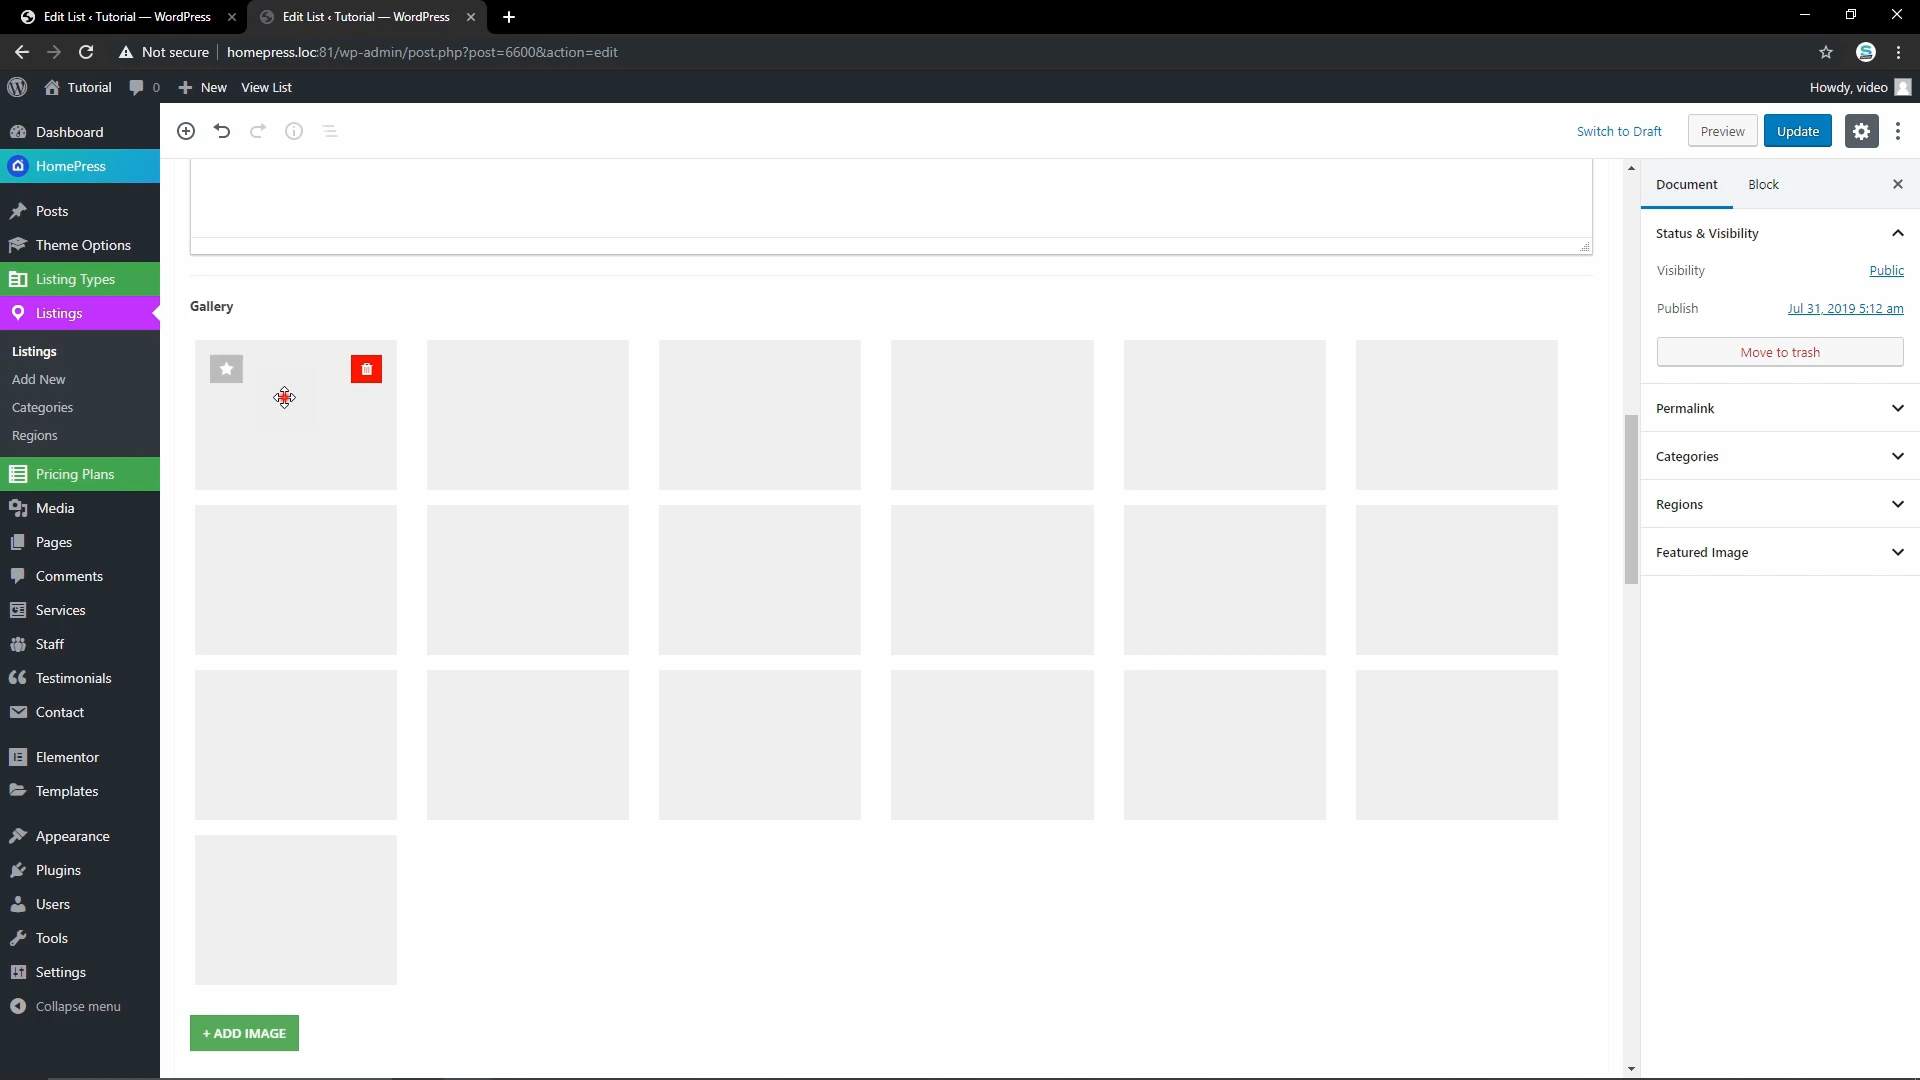 Edit List ‹ Tutorial — WordPress
Edit List ‹ Tutorial — WordPress
Not secure
homepress.loc:81/wp-admin/post.php?post=6600&action=edit
Tutorial
0
New
View List
Howdy, video
Dashboard
HomePress
Posts
Theme Options
Listing Types
Listings
Listings
Add New
Categories
Regions
Pricing Plans
Media
Pages
Comments
Services
Staff
Testimonials
Contact
Elementor
Templates
Appearance
Plugins
Users
Tools
Settings
Collapse menu
Switch to Draft
Preview
Update
Gallery
+ ADD IMAGE
Document
Block
Status & Visibility
Visibility
Public
Publish
Jul 31, 2019 5:12 am
Move to trash
Permalink
Categories
Regions
Featured Image